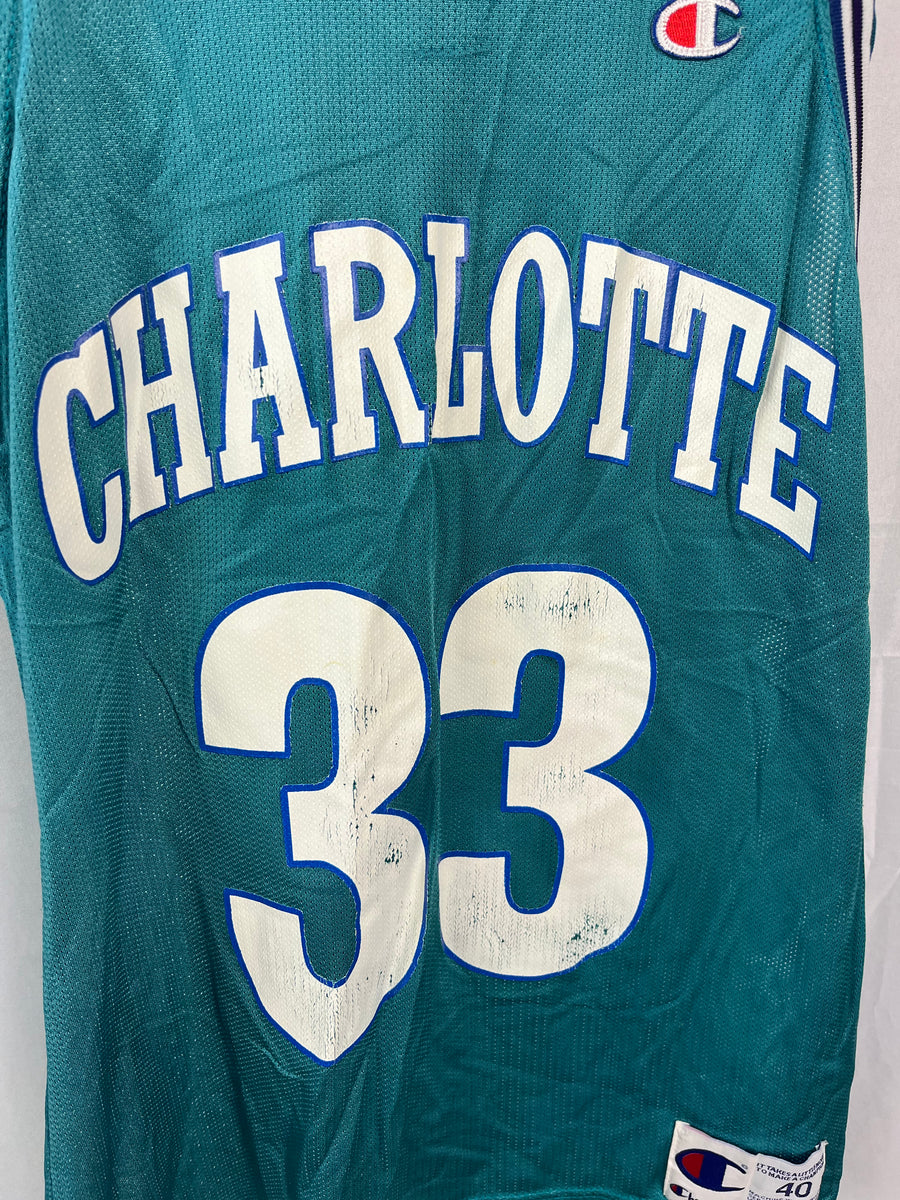 CHARLOTTE
33
IT TAKES A LITTLE MORE
TO MAKE A CHAMPION
40